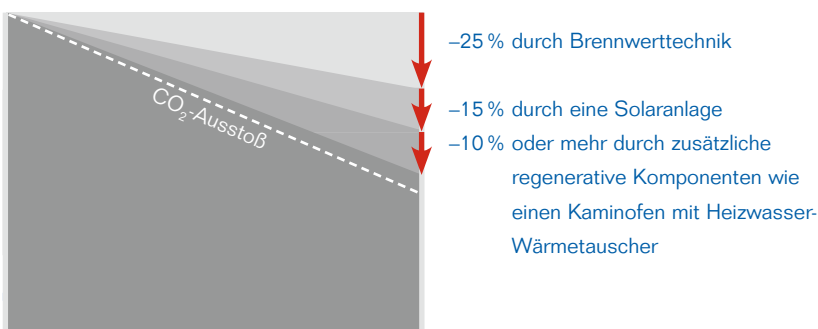 –25 % durch Brennwerttechnik
CO₂-Ausstoß
–15 % durch eine Solaranlage
–10 % oder mehr durch zusätzliche
regenerative Komponenten wie
einen Kaminofen mit Heizwasser-
Wärmetauscher